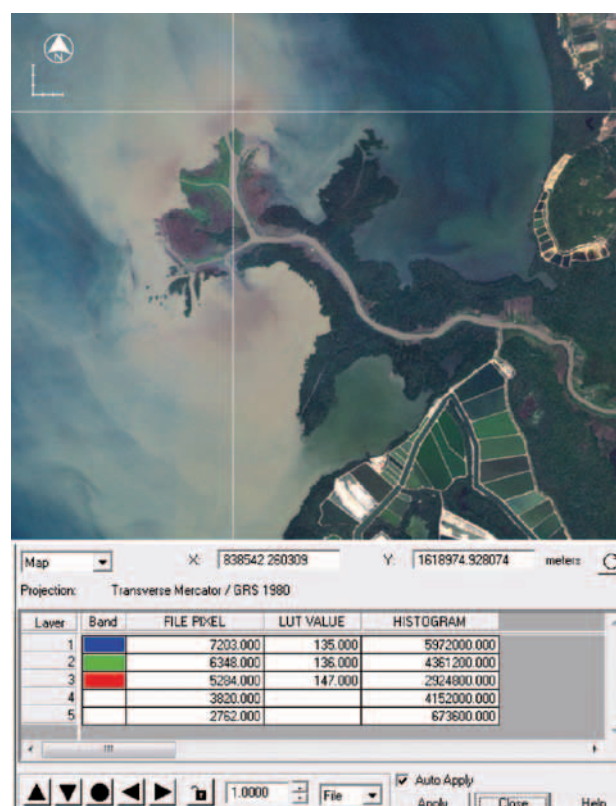 N
Map X: 838542.260309 Y: 1618974.928074 meters
Projection: Transverse Mercator / GRS 1980
Layer Band FILE PIXEL LUT VALUE HISTOGRAM
1 7203.000 135.000 5972000.000
2 6348.000 136.000 4361200.000
3 5284.000 147.000 2924800.000
4 3820.000 4152000.000
5 2762.000 673600.000
Auto Apply
1.0000 File Apply Close Help